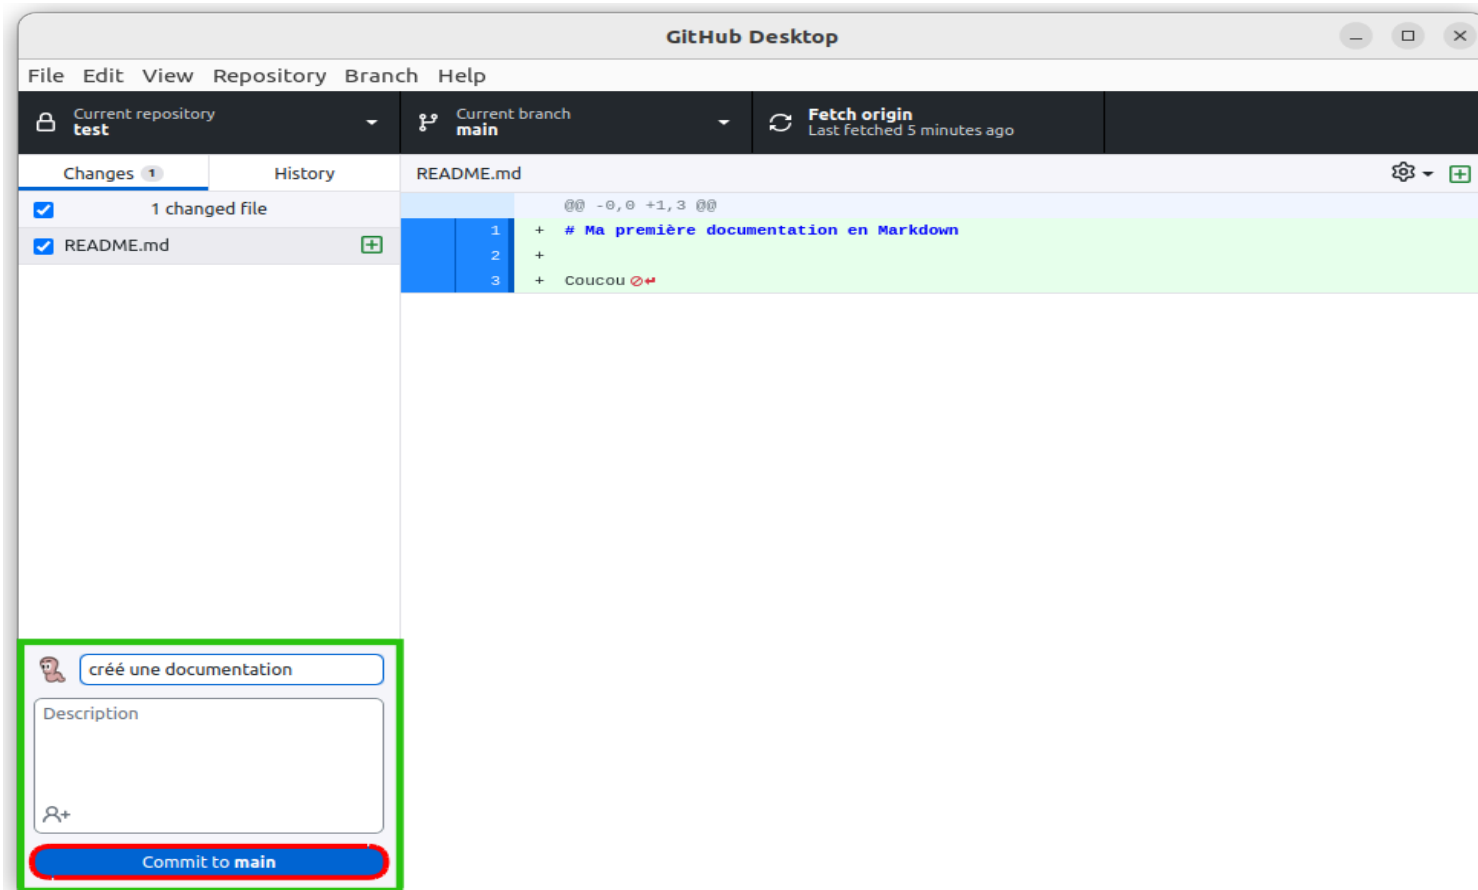 GitHub Desktop
File Edit View Repository Branch Help
Current repository
test
Current branch
main
Fetch origin
Last fetched 5 minutes ago
Changes 1
History
README.md
1 changed file
@@ -0,0 +1,3 @@
README.md
1 + # Ma première documentation en Markdown
2 +
3 + Coucou
créé une documentation
Description
Commit to main